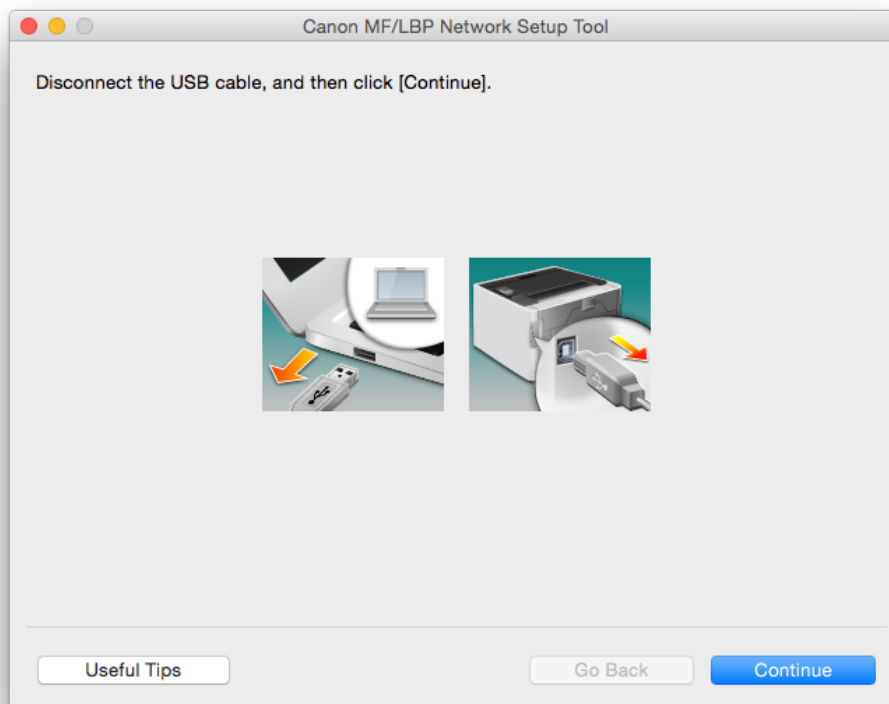 Canon MF/LBP Network Setup Tool
Disconnect the USB cable, and then click [Continue].
Useful Tips
Go Back
Continue